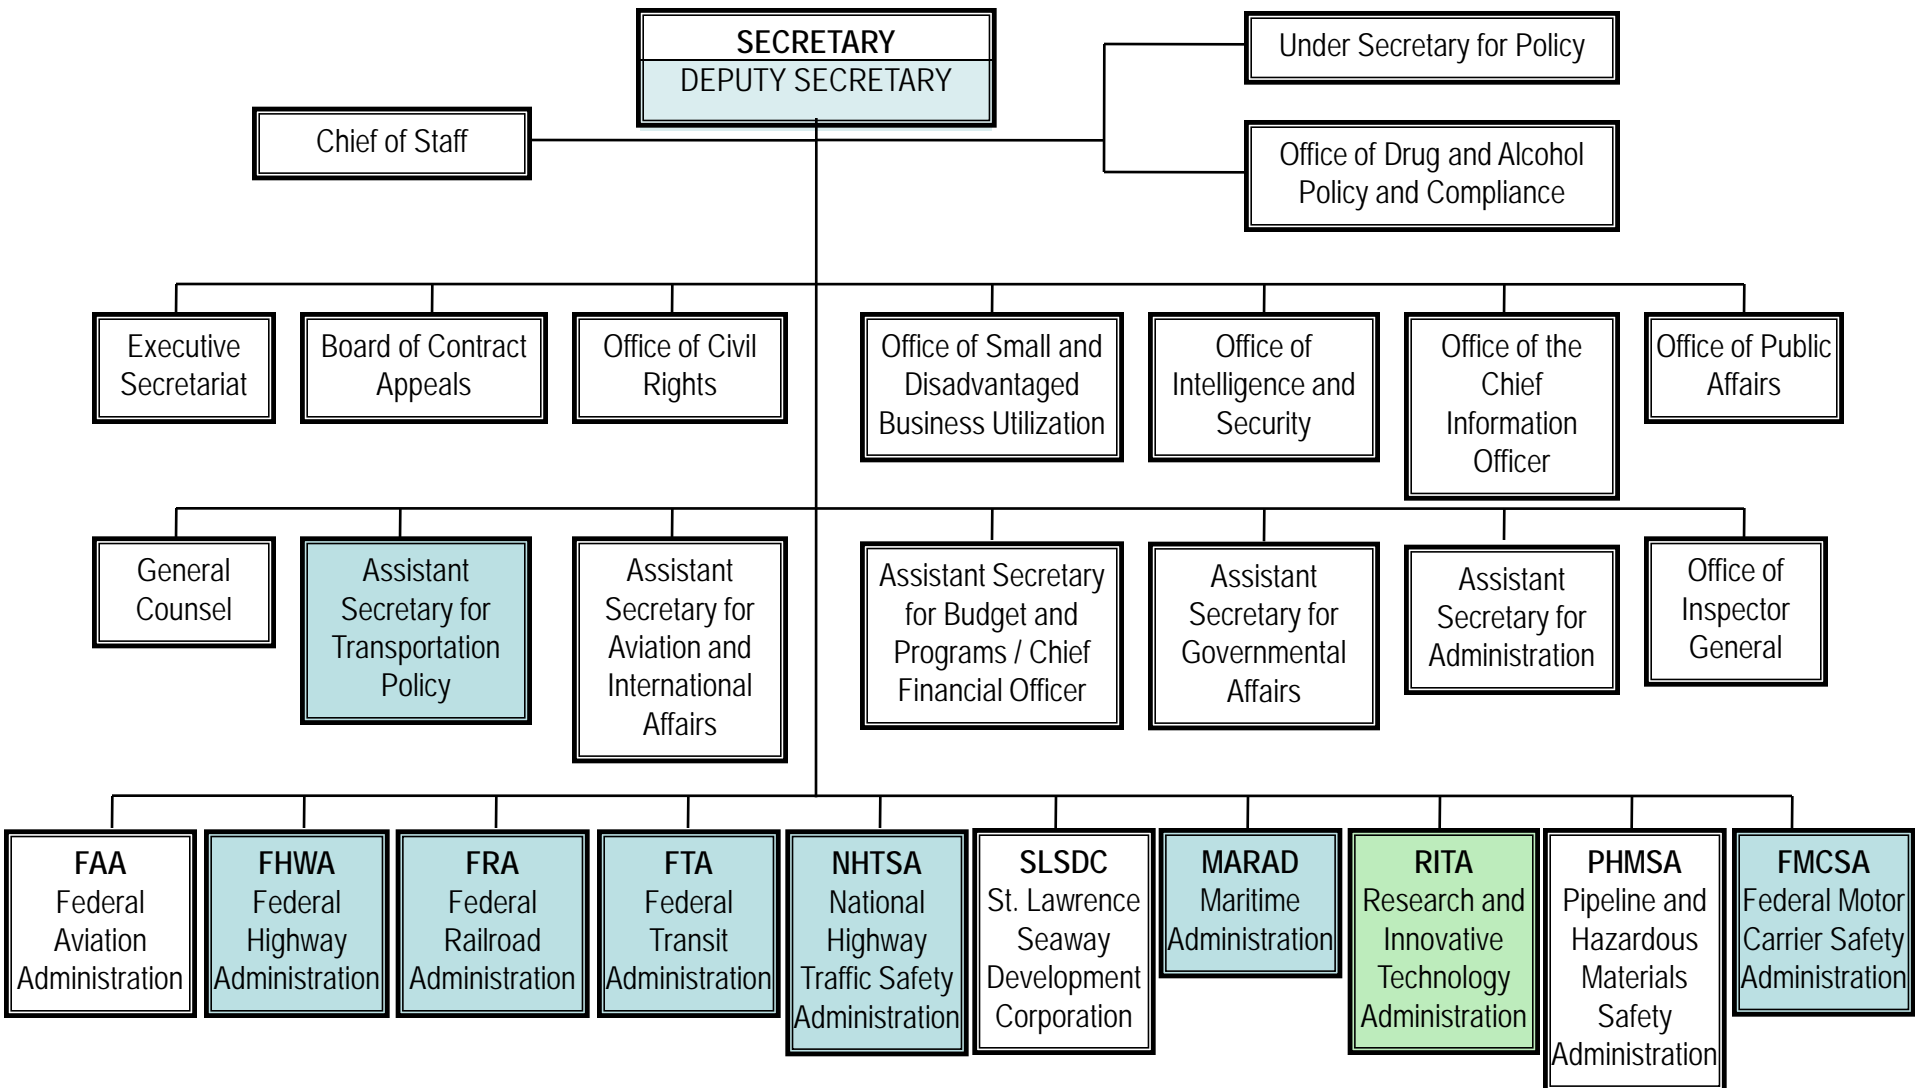 SECRETARY
DEPUTY SECRETARY
Under Secretary for Policy
Chief of Staff
Office of Drug and Alcohol
Policy and Compliance
Executive
Secretariat
Board of Contract
Appeals
Office of Civil
Rights
Office of Small and
Disadvantaged
Business Utilization
Office of
Intelligence and
Security
Office of the
Chief
Information
Officer
Office of Public
Affairs
General
Counsel
Assistant
Secretary for
Transportation
Policy
Assistant
Secretary for
Aviation and
International
Affairs
Assistant Secretary
for Budget and
Programs / Chief
Financial Officer
Assistant
Secretary for
Governmental
Affairs
Assistant
Secretary for
Administration
Office of
Inspector
General
FAA
Federal
Aviation
Administration
FHWA
Federal
Highway
Administration
FRA
Federal
Railroad
Administration
FTA
Federal
Transit
Administration
NHTSA
National
Highway
Traffic Safety
Administration
SLSDC
St. Lawrence
Seaway
Development
Corporation
MARAD
Maritime
Administration
RITA
Research and
Innovative
Technology
Administration
PHMSA
Pipeline and
Hazardous
Materials
Safety
Administration
FMCSA
Federal Motor
Carrier Safety
Administration